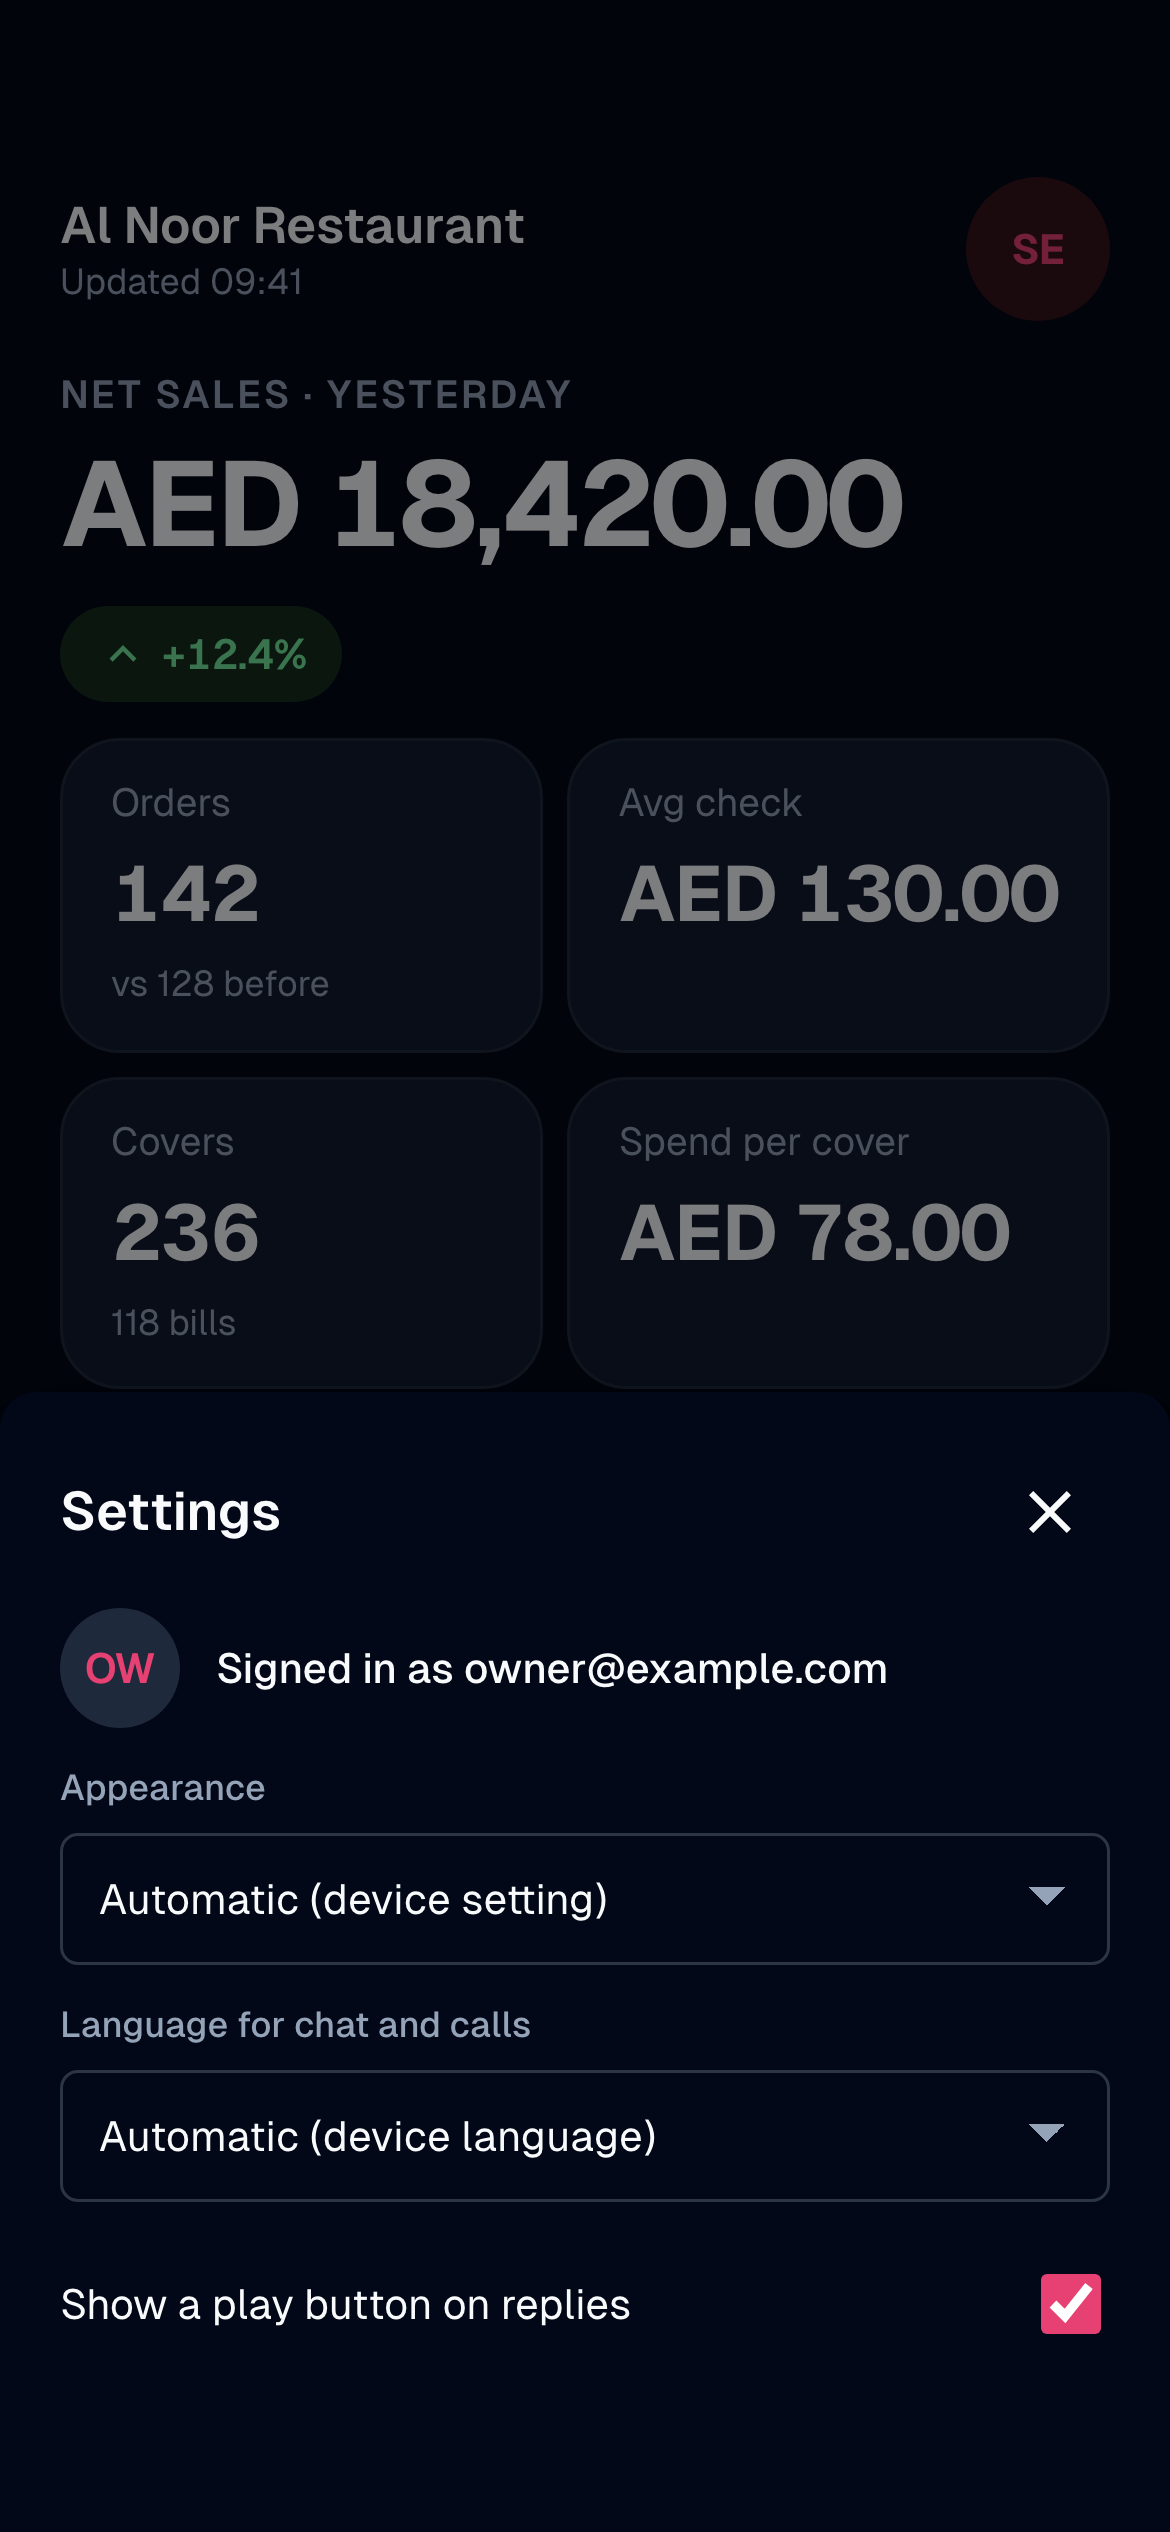 Al Noor Restaurant
Updated 09:41
SE
NET SALES · YESTERDAY
AED 18,420.00
+12.4%
Orders
142
vs 128 before
Avg check
AED 130.00
Covers
236
118 bills
Spend per cover
AED 78.00
Settings
OW
Signed in as owner@example.com
Appearance
Automatic (device setting)
Language for chat and calls
Automatic (device language)
Show a play button on replies